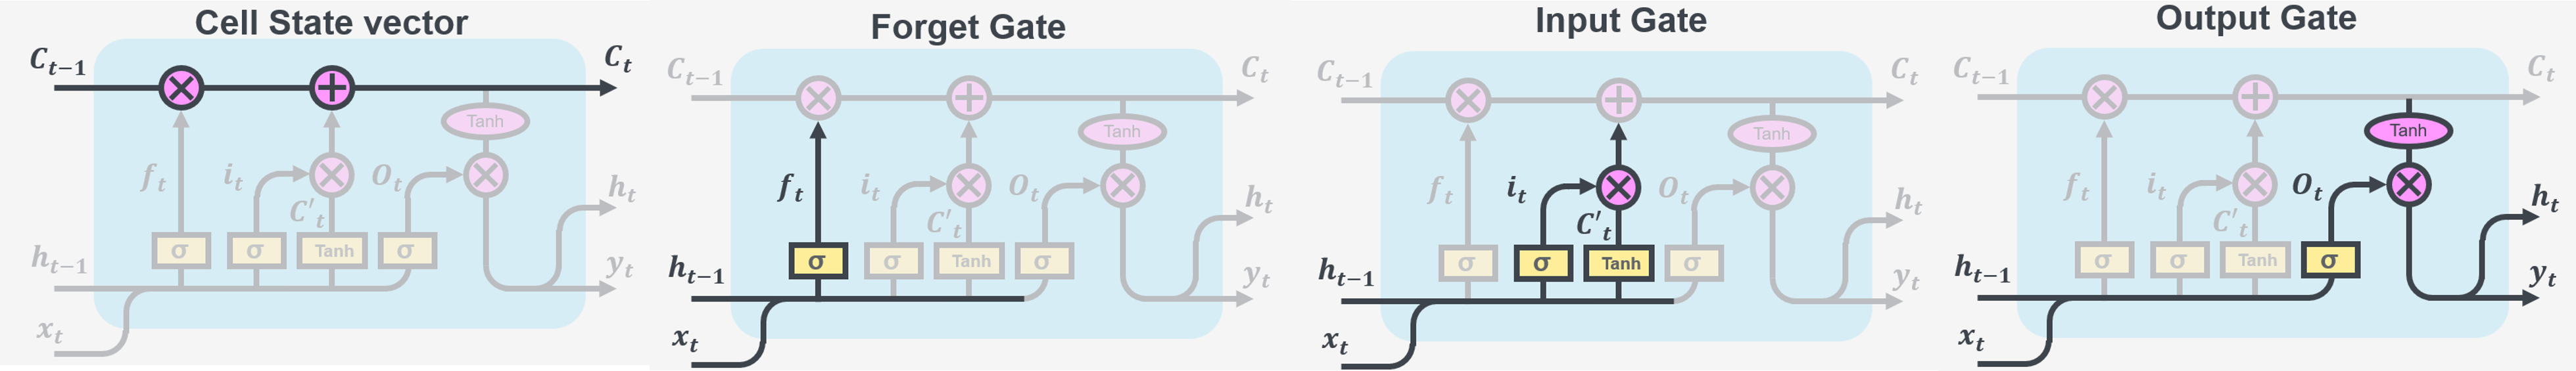 Cell State vector
C_{t-1}
C_t
Tanh
f_t
i_t
O_t
C'_t
h_t
σ
σ
Tanh
σ
h_{t-1}
y_t
x_t
Forget Gate
C_{t-1}
C_t
Tanh
f_t
i_t
O_t
C'_t
h_t
σ
σ
Tanh
σ
h_{t-1}
y_t
x_t
Input Gate
C_{t-1}
C_t
Tanh
f_t
i_t
O_t
C'_t
h_t
σ
σ
Tanh
σ
h_{t-1}
y_t
x_t
Output Gate
C_{t-1}
C_t
Tanh
f_t
i_t
O_t
C'_t
h_t
σ
σ
Tanh
σ
h_{t-1}
y_t
x_t